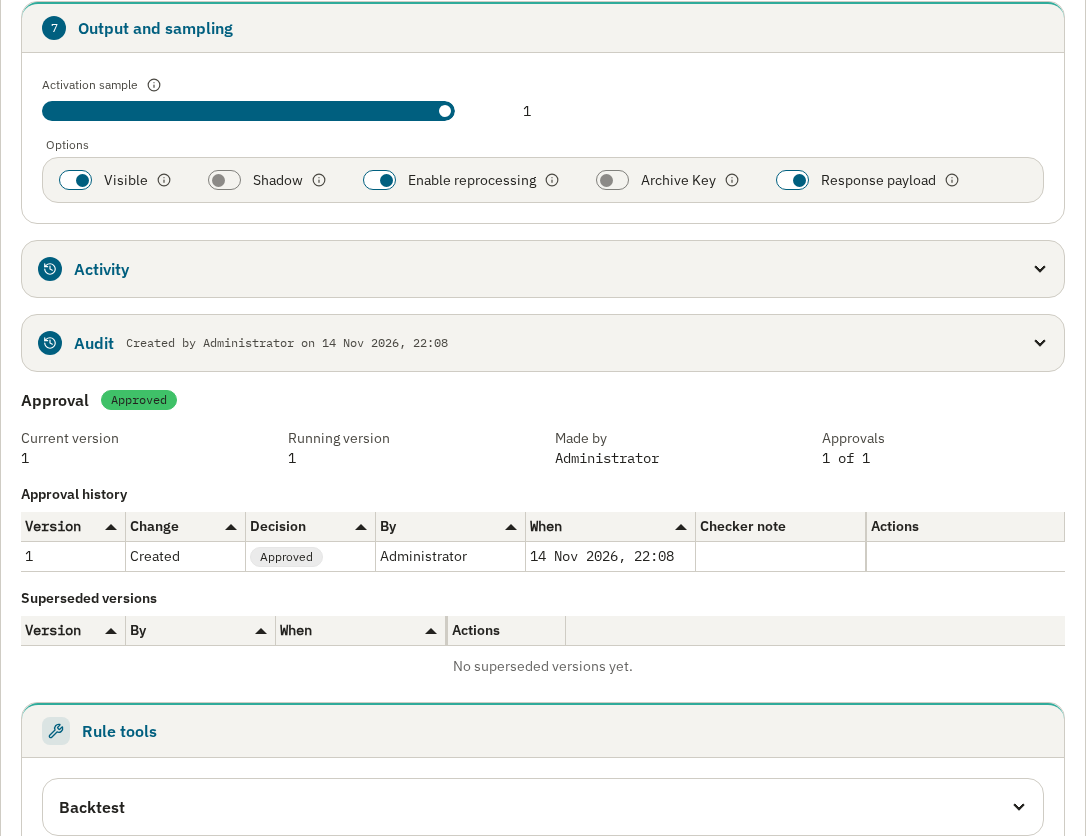 7 Output and sampling
Activation sample
1
Options
Visible Shadow Enable reprocessing Archive Key Response payload
Activity
Audit Created by Administrator on 14 Nov 2026, 22:08
Approval Approved
Current version Running version Made by Approvals
1 1 Administrator 1 of 1
Approval history
Version Change Decision By When Checker note Actions
1 Created Approved Administrator 14 Nov 2026, 22:08
Superseded versions
Version By When Actions
No superseded versions yet.
Rule tools
Backtest